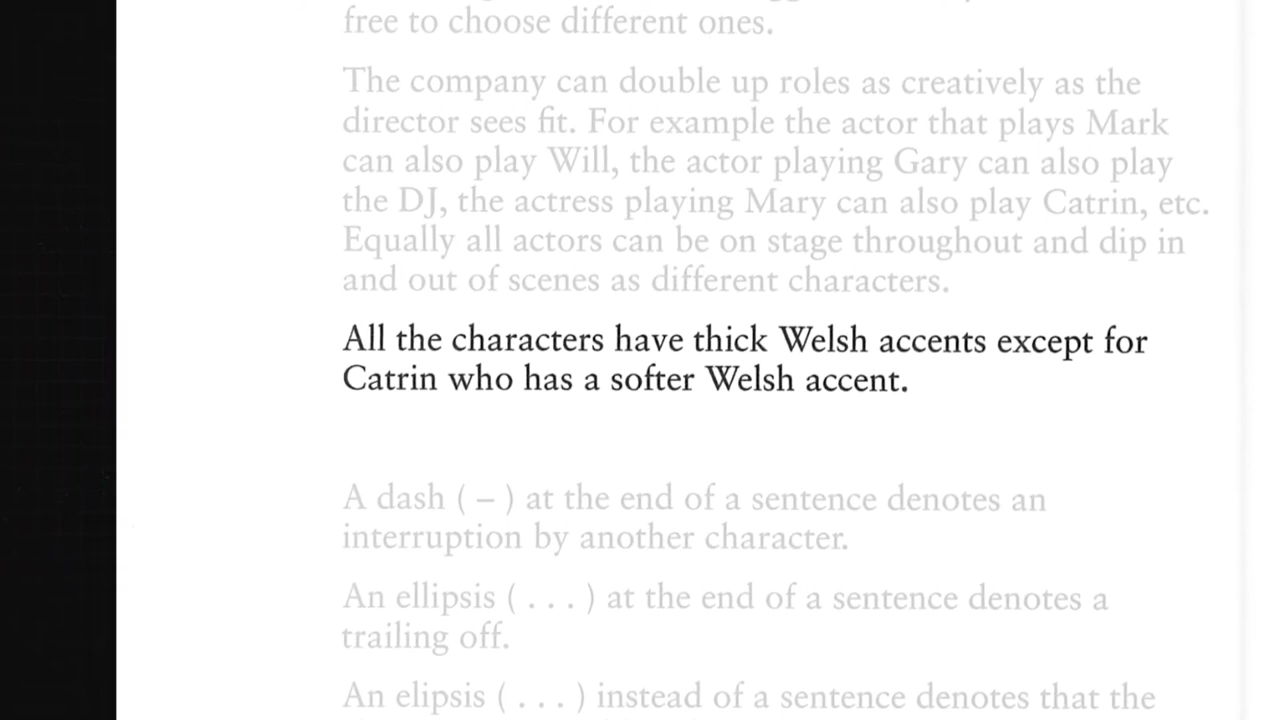 free to choose different ones.
The company can double up roles as creatively as the
director sees fit. For example the actor that plays Mark
can also play Will, the actor playing Gary can also play
the DJ, the actress playing Mary can also play Catrin, etc.
Equally all actors can be on stage throughout and dip in
and out of scenes as different characters.
All the characters have thick Welsh accents except for
Catrin who has a softer Welsh accent.
A dash ( – ) at the end of a sentence denotes an
interruption by another character.
An ellipsis ( . . . ) at the end of a sentence denotes a
trailing off.
An elipsis ( . . . ) instead of a sentence denotes that the